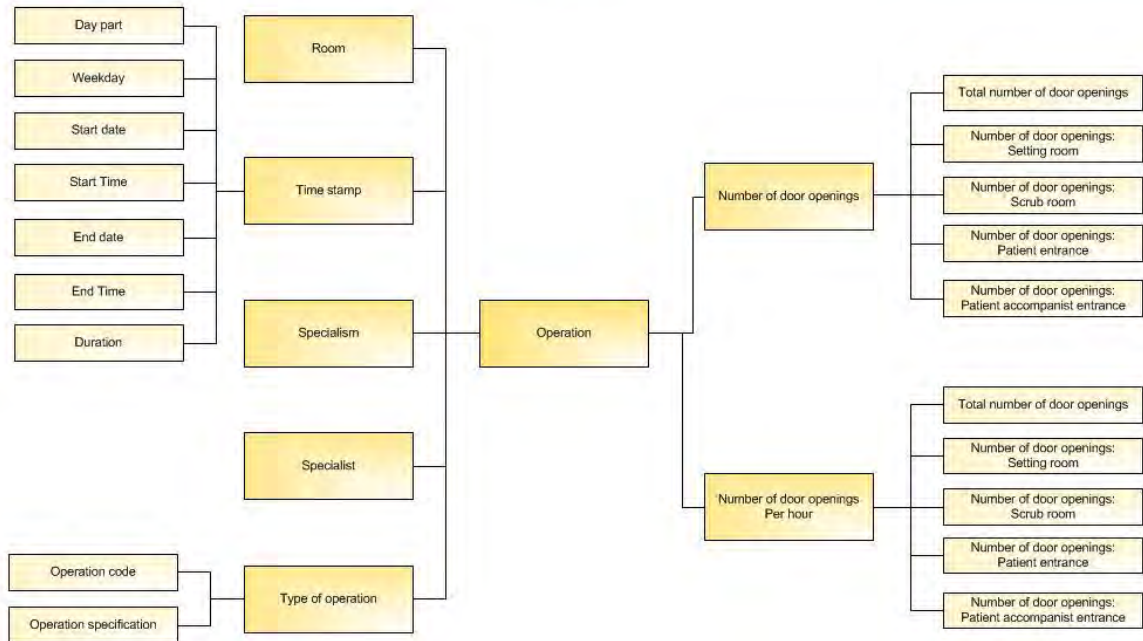 Day part
Weekday
Start date
Start Time
End date
End Time
Duration
Operation code
Operation specification
Room
Time stamp
Specialism
Specialist
Type of operation
Operation
Number of door openings
Number of door openings
Per hour
Total number of door openings
Number of door openings:
Setting room
Number of door openings:
Scrub room
Number of door openings:
Patient entrance
Number of door openings:
Patient accompanist entrance
Total number of door openings
Number of door openings:
Setting room
Number of door openings:
Scrub room
Number of door openings:
Patient entrance
Number of door openings:
Patient accompanist entrance